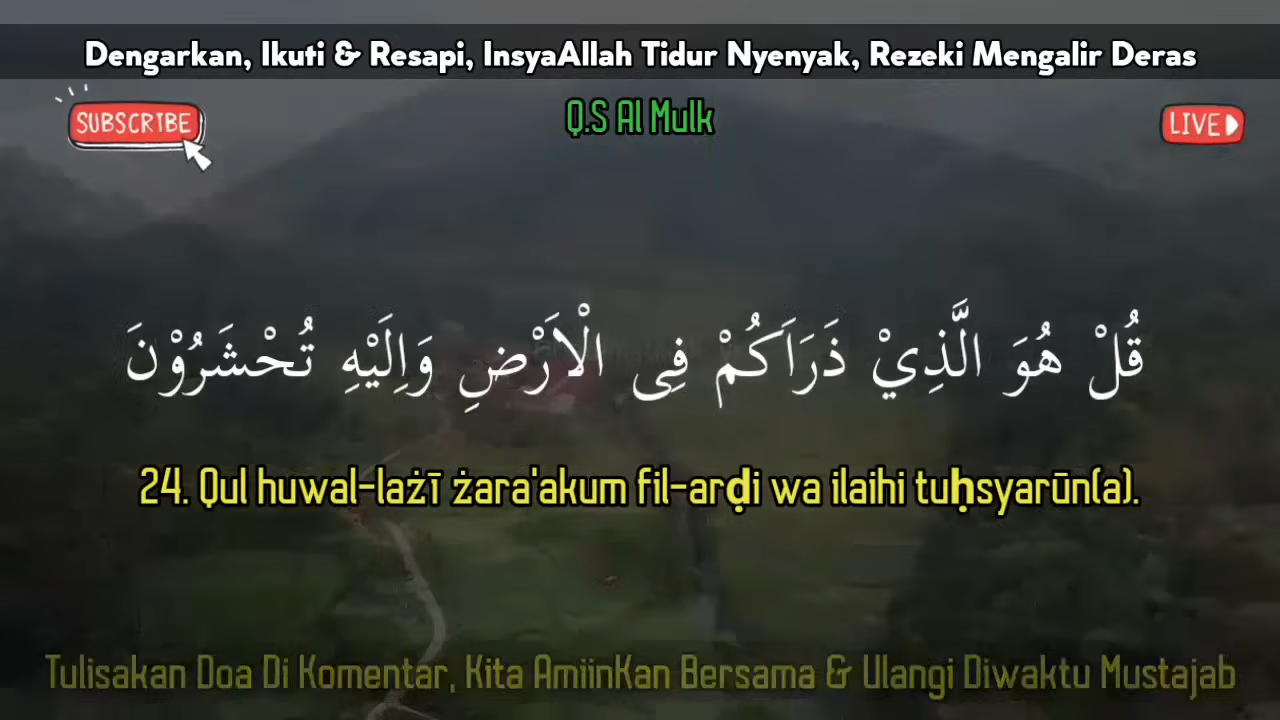 Dengarkan, Ikuti & Resapi, InsyaAllah Tidur Nyenyak, Rezeki Mengalir Deras
SUBSCRIBE
Q.S Al Mulk
LIVE
قُلْ هُوَ الَّذِيْ ذَرَاَكُمْ فِى الْاَرْضِ وَاِلَيْهِ تُحْشَرُوْنَ
24. Qul huwal-lażī żara'akum fil-arḍi wa ilaihi tuḥsyarūn(a).
Tulisakan Doa Di Komentar, Kita AmiinKan Bersama & Ulangi Diwaktu Mustajab